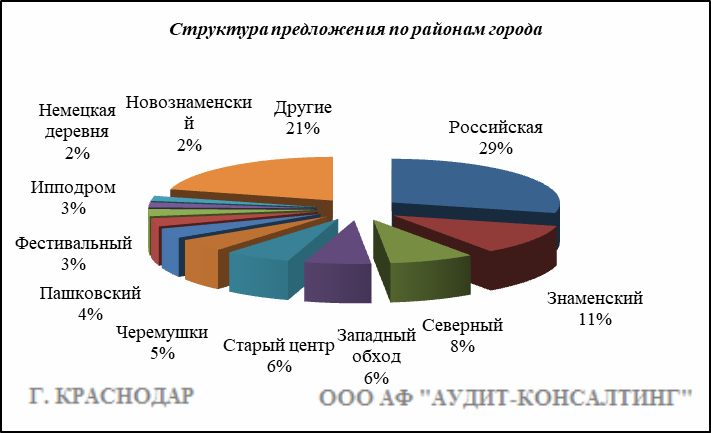 Структура предложения по районам города
Немецкая
деревня
2%
Новознаменски
й
2%
Другие
21%
Российская
29%
Ипподром
3%
Фестивальный
3%
Пашковский
4%
Черемушки
5%
Старый центр
6%
Западный
обход
6%
Северный
8%
Знаменский
11%
Г. КРАСНОДАР
ООО АФ "АУДИТ-КОНСАЛТИНГ"